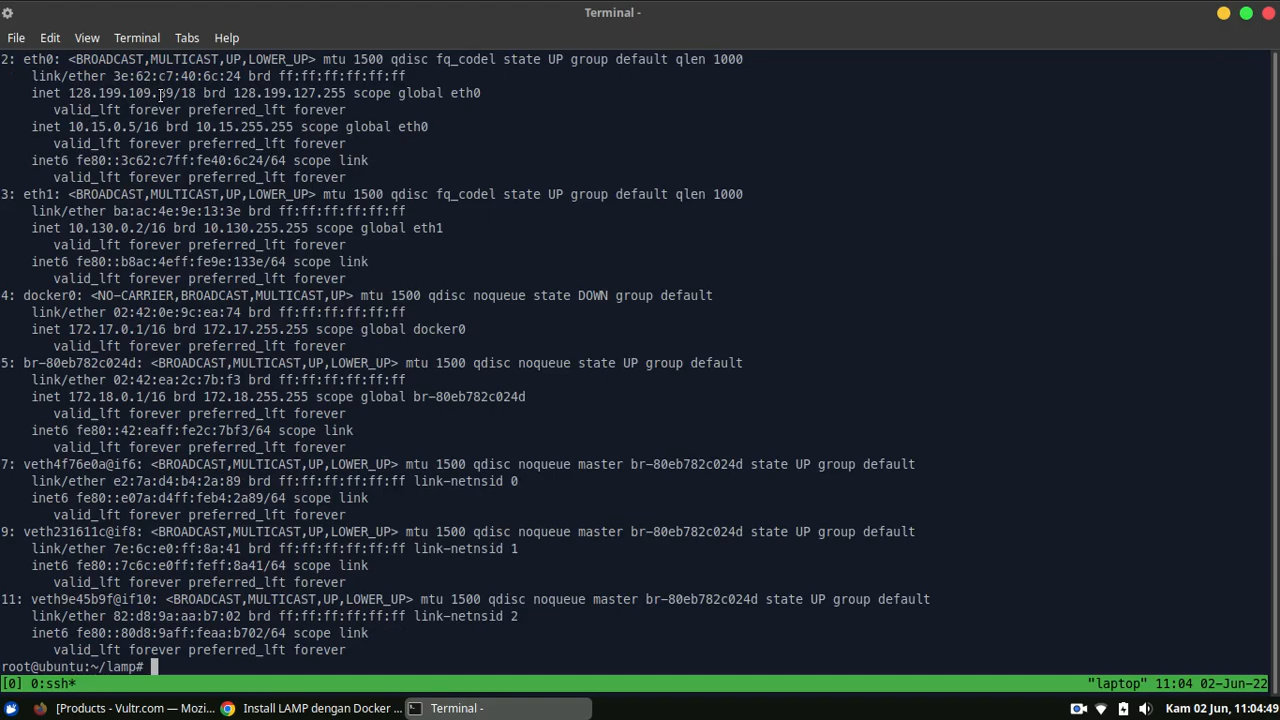 Terminal -
File Edit View Terminal Tabs Help
2: eth0: <BROADCAST,MULTICAST,UP,LOWER_UP> mtu 1500 qdisc fq_codel state UP group default qlen 1000
link/ether 3e:62:c7:40:6c:24 brd ff:ff:ff:ff:ff:ff
inet brd 128.199.127.255 scope global eth0
valid_lft forever preferred_lft forever
inet 10.15.0.5/16 brd 10.15.255.255 scope global eth0
valid_lft forever preferred_lft forever
inet6 fe80::3c62:c7ff:fe40:6c24/64 scope link
valid_lft forever preferred_lft forever
3: eth1: <BROADCAST,MULTICAST,UP,LOWER_UP> mtu 1500 qdisc fq_codel state UP group default qlen 1000
link/ether ba:ac:4e:9e:13:3e brd ff:ff:ff:ff:ff:ff
inet 10.130.0.2/16 brd 10.130.255.255 scope global eth1
valid_lft forever preferred_lft forever
inet6 fe80::b8ac:4eff:fe9e:133e/64 scope link
valid_lft forever preferred_lft forever
4: docker0: <NO-CARRIER,BROADCAST,MULTICAST,UP> mtu 1500 qdisc noqueue state DOWN group default
link/ether 02:42:0e:9c:ea:74 brd ff:ff:ff:ff:ff:ff
inet 172.17.0.1/16 brd 172.17.255.255 scope global docker0
valid_lft forever preferred_lft forever
5: br-80eb782c024d: <BROADCAST,MULTICAST,UP,LOWER_UP> mtu 1500 qdisc noqueue state UP group default
link/ether 02:42:ea:2c:7b:f3 brd ff:ff:ff:ff:ff:ff
inet 172.18.0.1/16 brd 172.18.255.255 scope global br-80eb782c024d
valid_lft forever preferred_lft forever
inet6 fe80::42:eaff:fe2c:7bf3/64 scope link
valid_lft forever preferred_lft forever
7: veth4f76e0a@if6: <BROADCAST,MULTICAST,UP,LOWER_UP> mtu 1500 qdisc noqueue master br-80eb782c024d state UP group default
link/ether e2:7a:d4:b4:2a:89 brd ff:ff:ff:ff:ff:ff link-netnsid 0
inet6 fe80::e07a:d4ff:feb4:2a89/64 scope link
valid_lft forever preferred_lft forever
9: veth231611c@if8: <BROADCAST,MULTICAST,UP,LOWER_UP> mtu 1500 qdisc noqueue master br-80eb782c024d state UP group default
link/ether 7e:6c:e0:ff:8a:41 brd ff:ff:ff:ff:ff:ff link-netnsid 1
inet6 fe80::7c6c:e0ff:feff:8a41/64 scope link
valid_lft forever preferred_lft forever
11: veth9e45b9f@if10: <BROADCAST,MULTICAST,UP,LOWER_UP> mtu 1500 qdisc noqueue master br-80eb782c024d state UP group default
link/ether 82:d8:9a:aa:b7:02 brd ff:ff:ff:ff:ff:ff link-netnsid 2
inet6 fe80::80d8:9aff:feaa:b702/64 scope link
valid_lft forever preferred_lft forever
root@ubuntu:~/lamp#
[0] 0:ssh* "laptop" 11:04 02-Jun-22
[Products - Vultr.com — Mozi... Install LAMP dengan Docker ... Terminal - Kam 02 Jun, 11:04:49